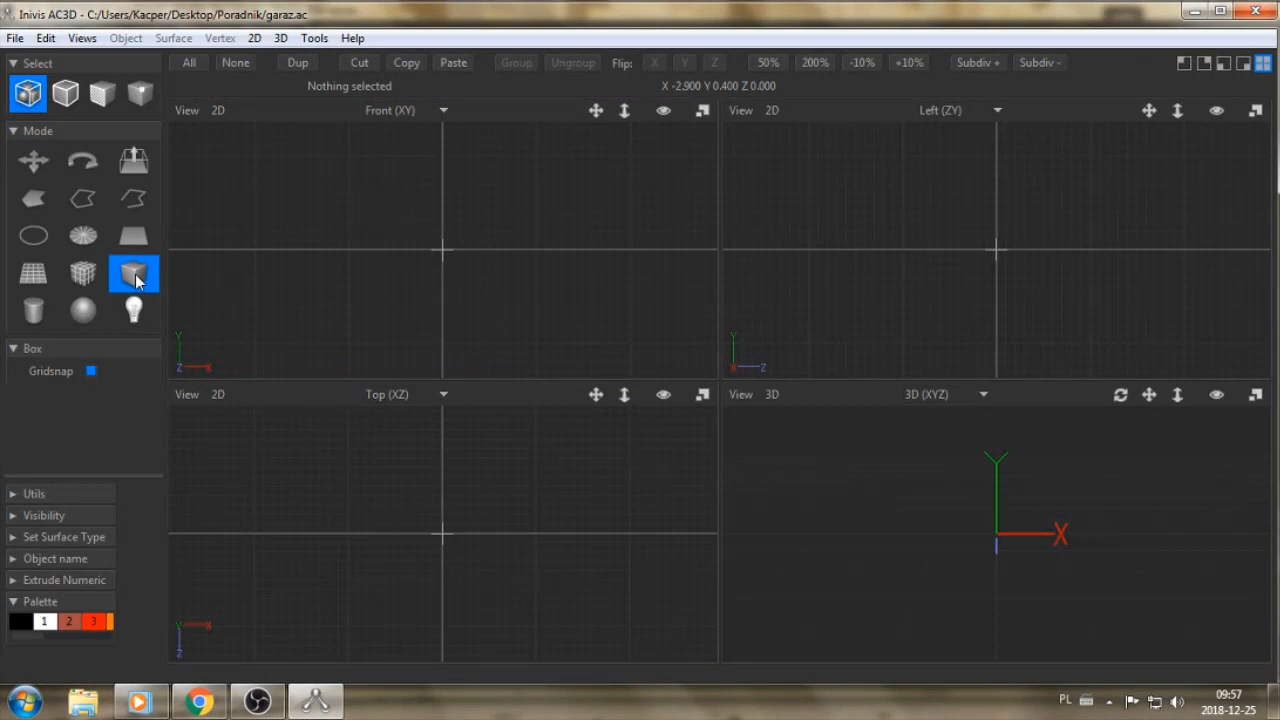 Inivis AC3D - C:/Users/Kacper/Desktop/Poradnik/garaz.ac
File Edit Views Object Surface Vertex 2D 3D Tools Help
Select All None Dup Cut Copy Paste Group Ungroup Flip: X Y Z 50% 200% -10% +10% Subdiv + Subdiv -
Nothing selected X -2.900 Y 0.400 Z 0.000
View 2D Front (XY) View 2D Left (ZY)
Mode
Box
Gridsnap
Y Z X Y X Z
View 2D Top (XZ) View 3D 3D (XYZ)
Y X
Utils
Visibility
Set Surface Type
Object name
Extrude Numeric
Palette
1 2 3
Y X Z
PL 09:57
2018-12-25